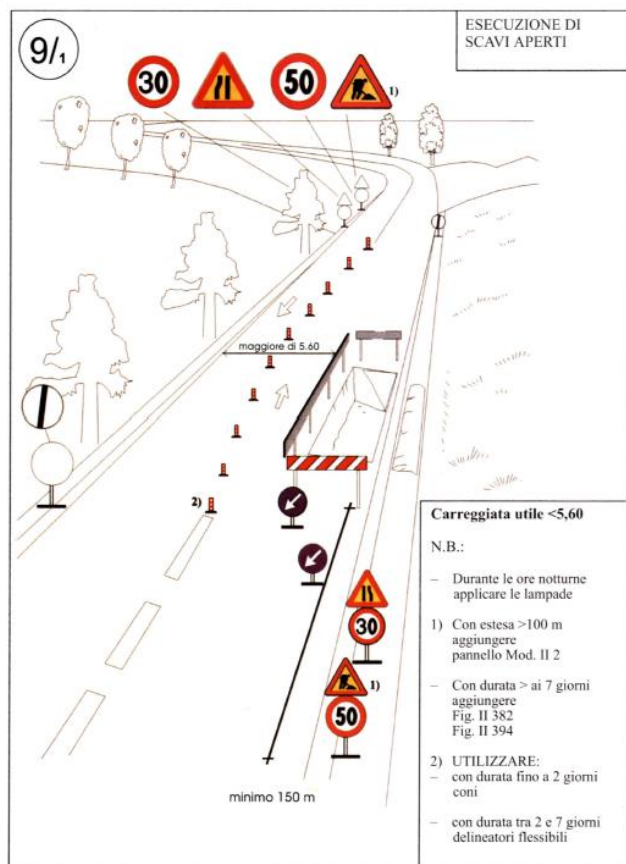 9/1
ESECUZIONE DI
SCAVI APERTI
30
50
1)
maggiore di 5.60
2)
30
1)
50
minimo 150 m
Carreggiata utile <5,60
N.B.:
– Durante le ore notturne
applicare le lampade
1) Con estesa >100 m
aggiungere
pannello Mod. II 2
– Con durata > ai 7 giorni
aggiungere
Fig. II 382
Fig. II 394
2) UTILIZZARE:
– con durata fino a 2 giorni
coni
– con durata tra 2 e 7 giorni
delineatori flessibili